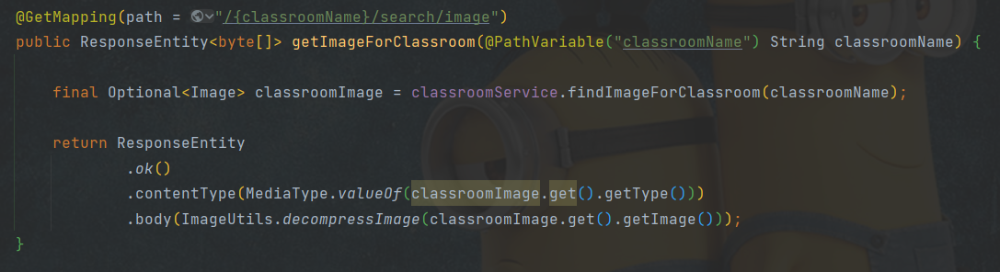 @GetMapping(path = "/{classroomName}/search/image")
public ResponseEntity<byte[]> getImageForClassroom(@PathVariable("classroomName") String classroomName) {
final Optional<Image> classroomImage = classroomService.findImageForClassroom(classroomName);
return ResponseEntity
.ok()
.contentType(MediaType.valueOf(classroomImage.get().getType()))
.body(ImageUtils.decompressImage(classroomImage.get().getImage()));
}